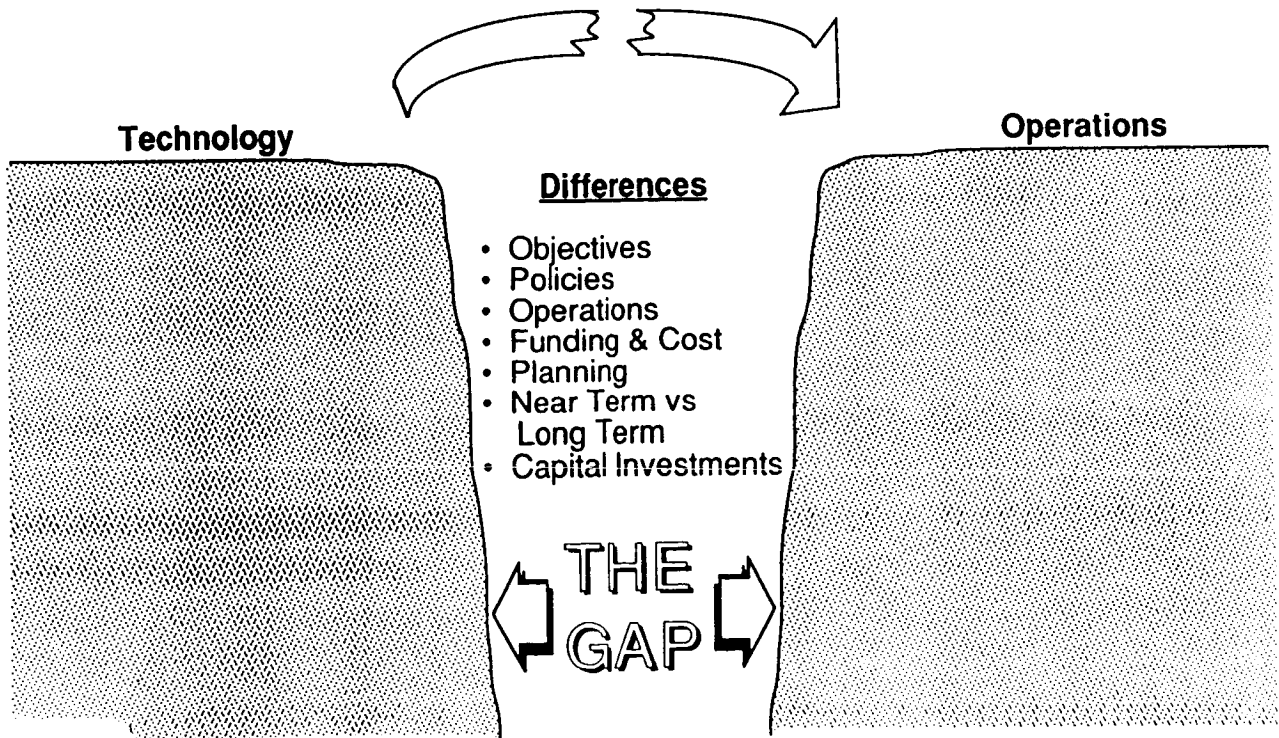 Technology
Operations
Differences
• Objectives
• Policies
• Operations
• Funding & Cost
• Planning
• Near Term vs
Long Term
• Capital Investments
THE
GAP